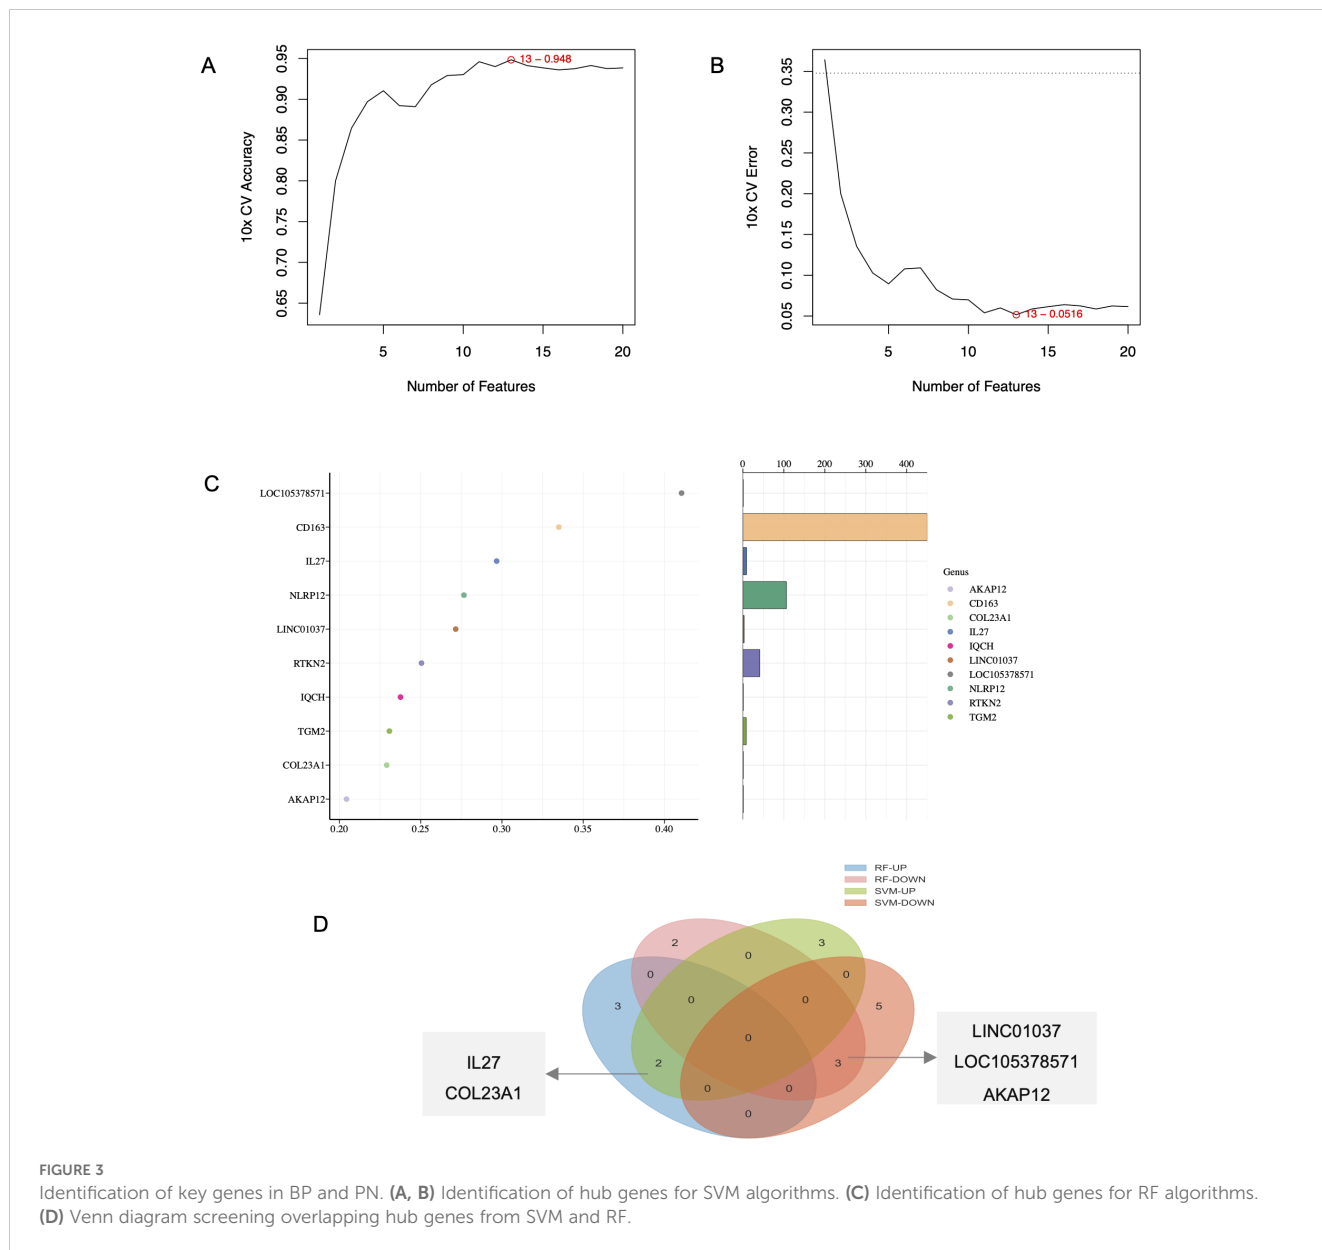 A
10x CV Accuracy
0.65
0.70
0.75
0.80
0.85
0.90
0.95
13 – 0.948
5
10
15
20
Number of Features
B
10x CV Error
0.05
0.10
0.15
0.20
0.25
0.30
0.35
13 – 0.0516
5
10
15
20
Number of Features
C
LOC105378571
CD163
IL27
NLRP12
LINC01037
RTKN2
IQCH
TGM2
COL23A1
AKAP12
0.20
0.25
0.30
0.35
0.40
0
100
200
300
400
Genus
AKAP12
CD163
COL23A1
IL27
IQCH
LINC01037
LOC105378571
NLRP12
RTKN2
TGM2
D
RF-UP
RF-DOWN
SVM-UP
SVM-DOWN
2
3
0
0
0
3
0
0
5
0
2
3
0
0
0
IL27
COL23A1
LINC01037
LOC105378571
AKAP12
FIGURE 3
Identification of key genes in BP and PN. (A, B) Identification of hub genes for SVM algorithms. (C) Identification of hub genes for RF algorithms.
(D) Venn diagram screening overlapping hub genes from SVM and RF.